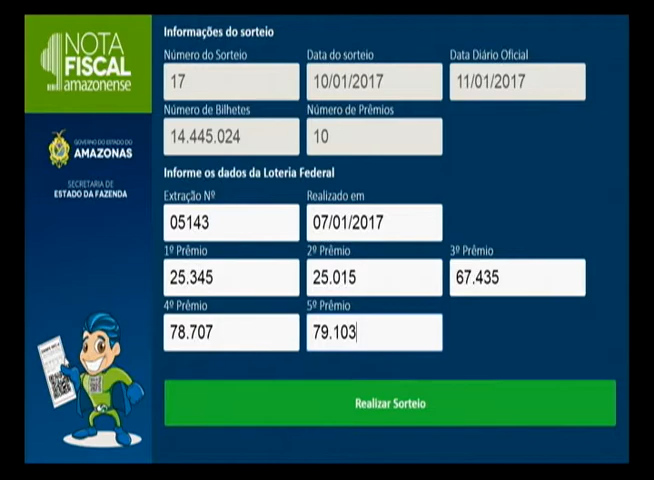 NOTA
FISCAL
amazonense
GOVERNO DO ESTADO DO
AMAZONAS
SECRETARIA DE
ESTADO DA FAZENDA
Informações do sorteio
Número do Sorteio Data do sorteio Data Diário Oficial
17 10/01/2017 11/01/2017
Número de Bilhetes Número de Prêmios
14.445.024 10
Informe os dados da Loteria Federal
Extração Nº Realizado em
05143 07/01/2017
1º Prêmio 2º Prêmio 3º Prêmio
25.345 25.015 67.435
4º Prêmio 5º Prêmio
78.707 79.103
Realizar Sorteio